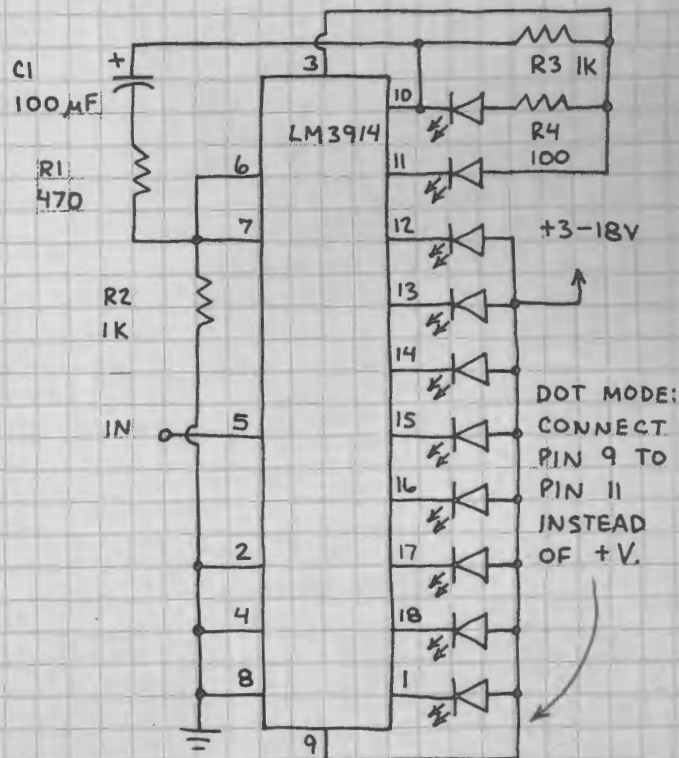 C1
+
100 µF
R1
470
R2
1K
IN
3
LM3914
6
7
5
2
4
8
9
10
11
12
13
14
15
16
17
18
1
R3 1K
R4
100
+3-18V
DOT MODE:
CONNECT
PIN 9 TO
PIN 11
INSTEAD
OF +V.